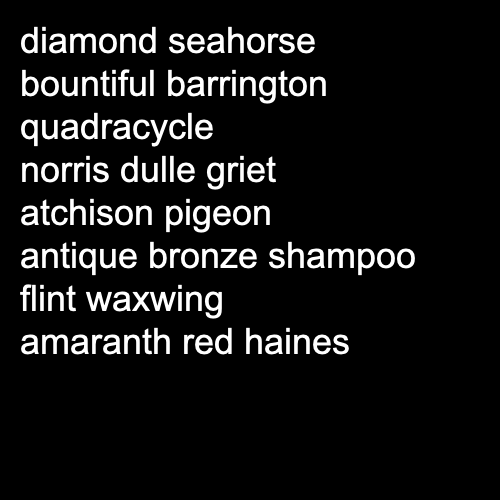 diamond seahorse
bountiful barrington
quadracycle
norris dulle griet
atchison pigeon
antique bronze shampoo
flint waxwing
amaranth red haines